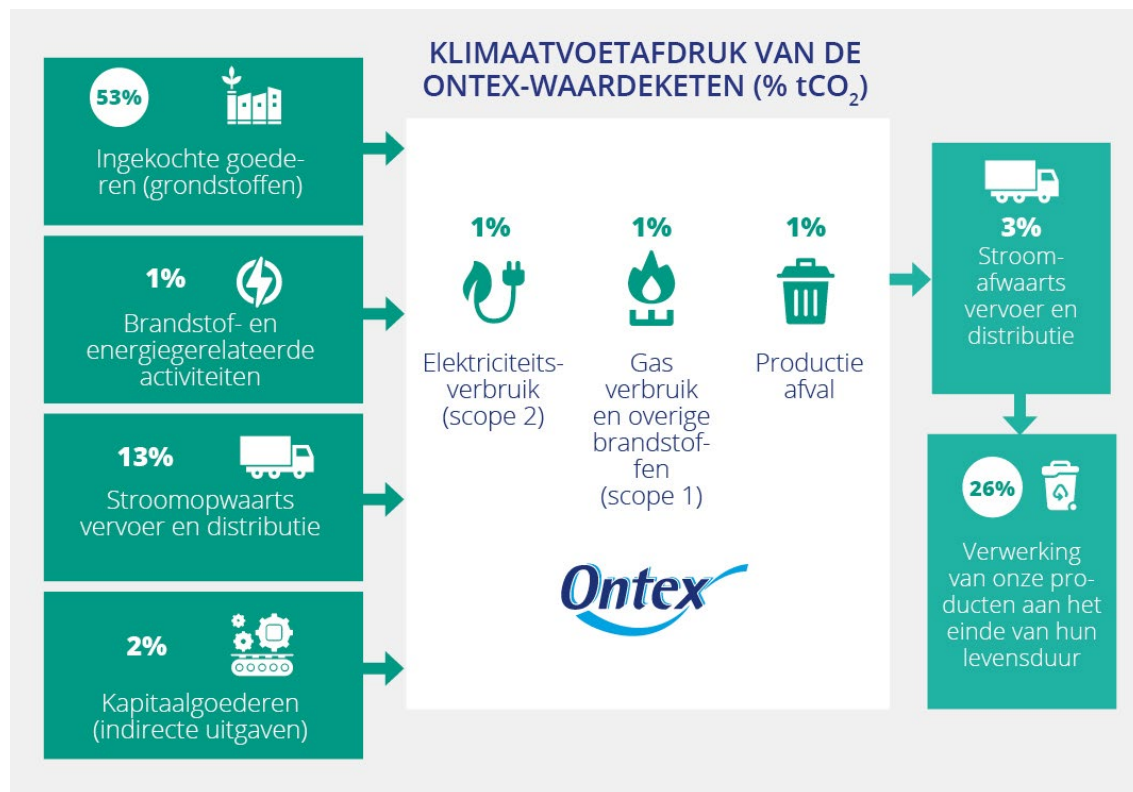 KLIMAATVOETAFDRUK VAN DE
ONTEX-WAARDEKETEN (% tCO₂)
53%
Ingekochte goede-
ren (grondstoffen)
1%
Brandstof- en
energiegerelateerde
activiteiten
13%
Stroomopwaarts
vervoer en distributie
2%
Kapitaalgoederen
(indirecte uitgaven)
1%
Elektriciteits-
verbruik
(scope 2)
1%
Gas
verbruik
en overige
brandstof-
fen
(scope 1)
1%
Productie
afval
Ontex
3%
Stroom-
afwaarts
vervoer en
distributie
26%
Verwerking
van onze pro-
ducten aan het
einde van hun
levensduur